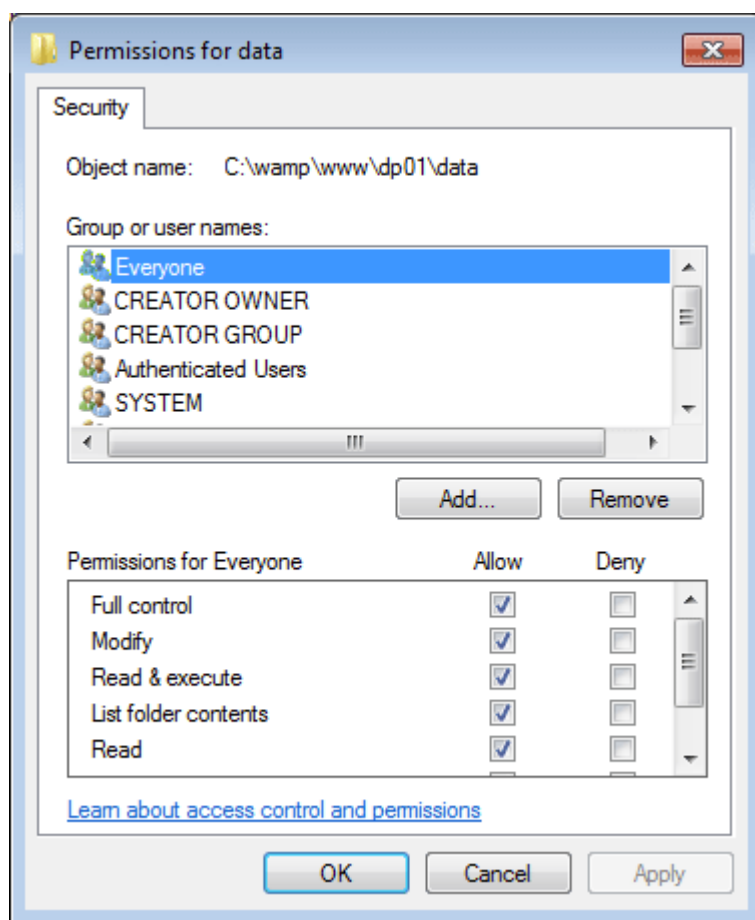 Permissions for data
Security
Object name: C:\wamp\www\dp01\data
Group or user names:
Everyone
CREATOR OWNER
CREATOR GROUP
Authenticated Users
SYSTEM
Add... Remove
Permissions for Everyone Allow Deny
Full control
Modify
Read & execute
List folder contents
Read
Learn about access control and permissions
OK Cancel Apply